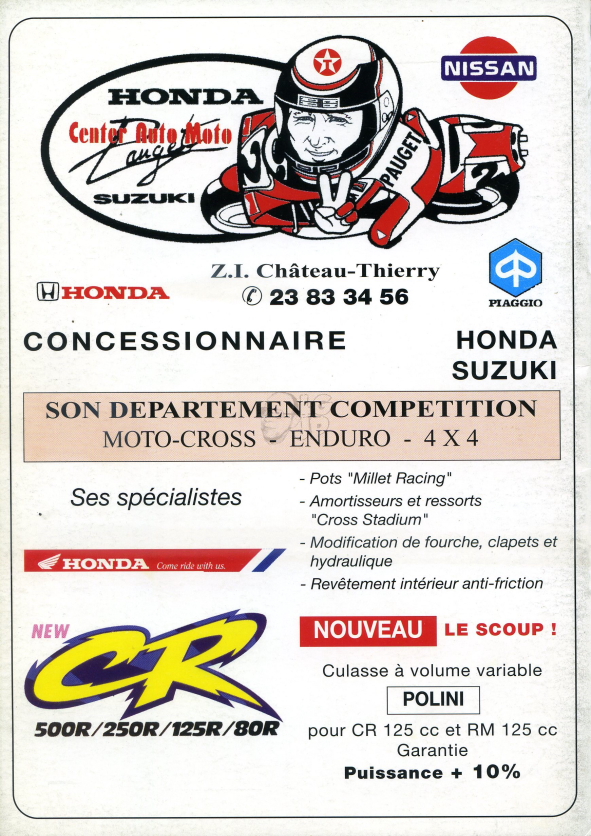 HONDA
Center Auto Moto
Pauget
SUZUKI
PAUGET
2
NISSAN
Z.I. Château-Thierry
✆ 23 83 34 56
HONDA
PIAGGIO
CONCESSIONNAIRE
HONDA
SUZUKI
SON DEPARTEMENT COMPETITION
MOTO-CROSS - ENDURO - 4 X 4
Ses spécialistes
- Pots "Millet Racing"
- Amortisseurs et ressorts
"Cross Stadium"
- Modification de fourche, clapets et
hydraulique
- Revêtement intérieur anti-friction
HONDA Come ride with us.
NEW
CR
500R/250R/125R/80R
NOUVEAU LE SCOUP !
Culasse à volume variable
POLINI
pour CR 125 cc et RM 125 cc
Garantie
Puissance + 10%